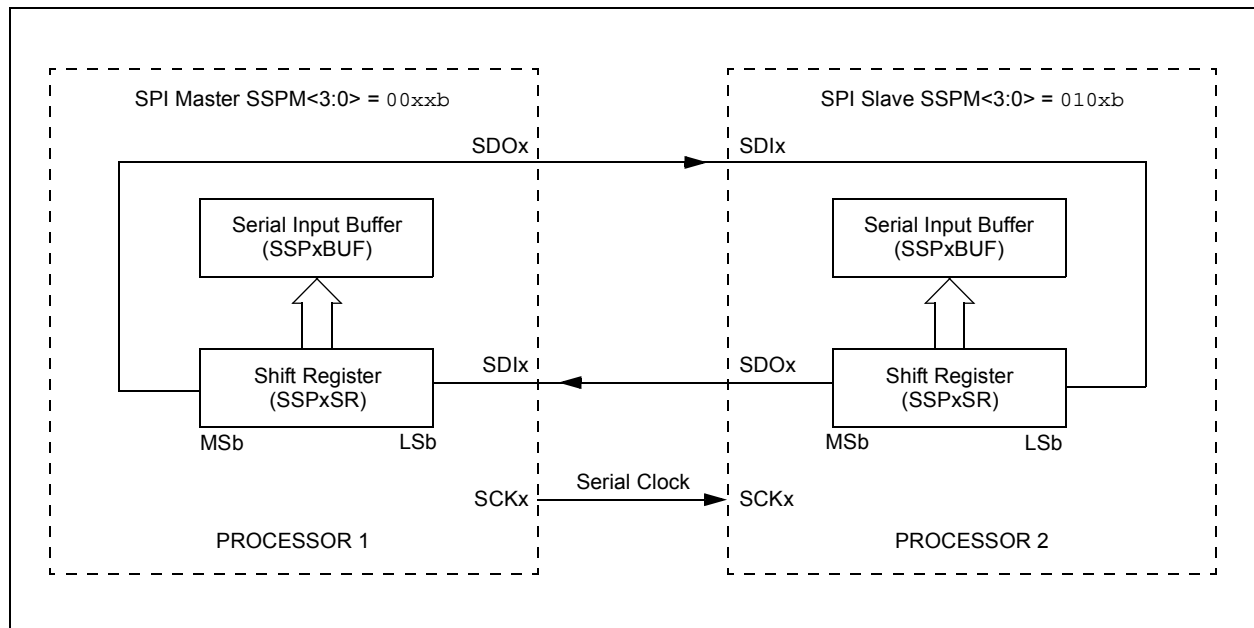 SPI Master SSPM<3:0> = 00xxb
SPI Slave SSPM<3:0> = 010xb
SDOx
SDIx
Serial Input Buffer
(SSPxBUF)
Serial Input Buffer
(SSPxBUF)
SDIx
SDOx
Shift Register
(SSPxSR)
Shift Register
(SSPxSR)
MSb
LSb
MSb
LSb
Serial Clock
SCKx
SCKx
PROCESSOR 1
PROCESSOR 2